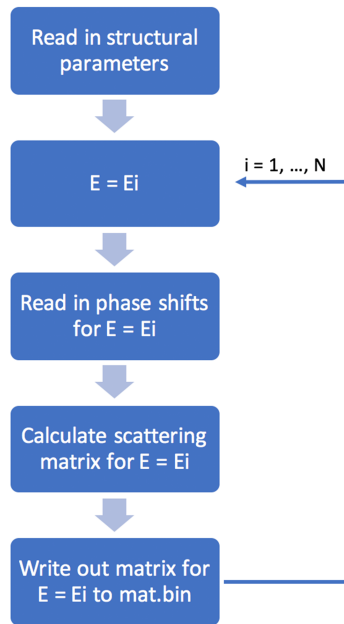 Read in structural
parameters
E = Ei
i = 1, ..., N
Read in phase shifts
for E = Ei
Calculate scattering
matrix for E = Ei
Write out matrix for
E = Ei to mat.bin